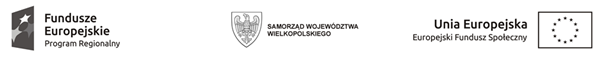 Fundusze
Europejskie
Program Regionalny
SAMORZĄD WOJEWÓDZTWA
WIELKOPOLSKIEGO
Unia Europejska
Europejski Fundusz Społeczny